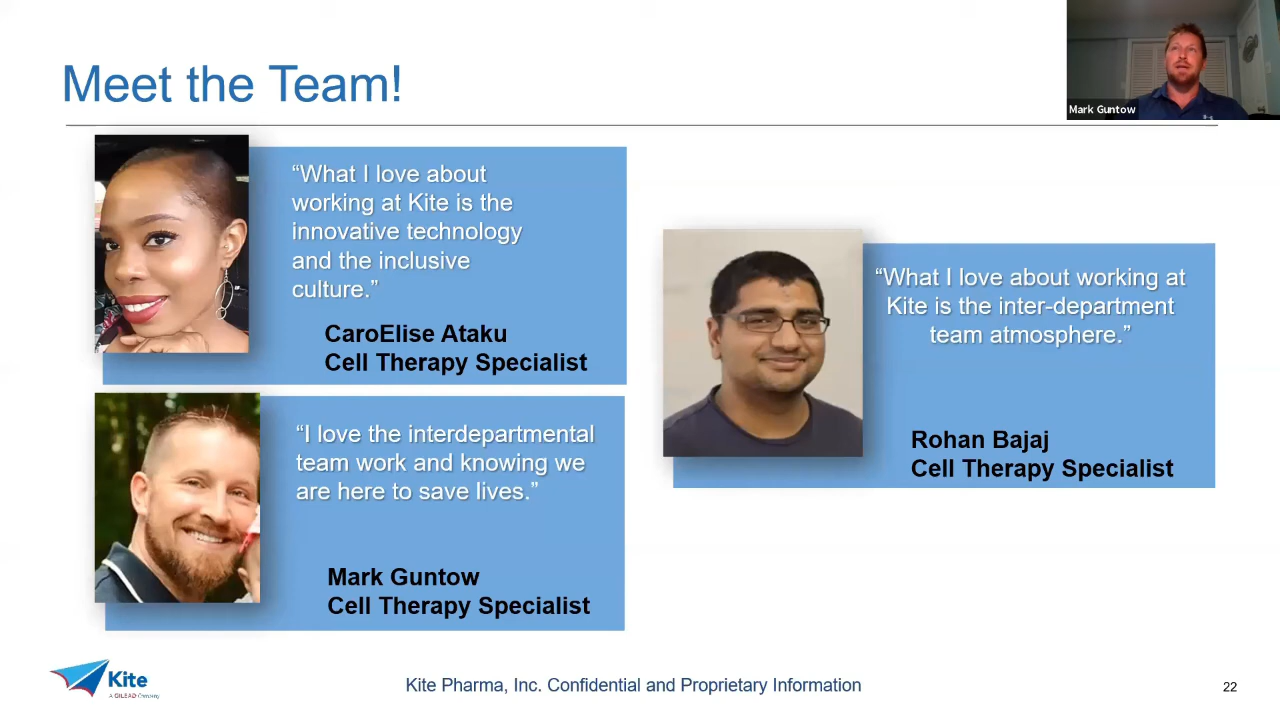 Meet the Team!
Mark Guntow
“What I love about
working at Kite is the
innovative technology
and the inclusive
culture.”
CaroElise Ataku
Cell Therapy Specialist
“I love the interdepartmental
team work and knowing we
are here to save lives.”
Mark Guntow
Cell Therapy Specialist
“What I love about working at
Kite is the inter-department
team atmosphere.”
Rohan Bajaj
Cell Therapy Specialist
Kite
A GILEAD Company
Kite Pharma, Inc. Confidential and Proprietary Information
22